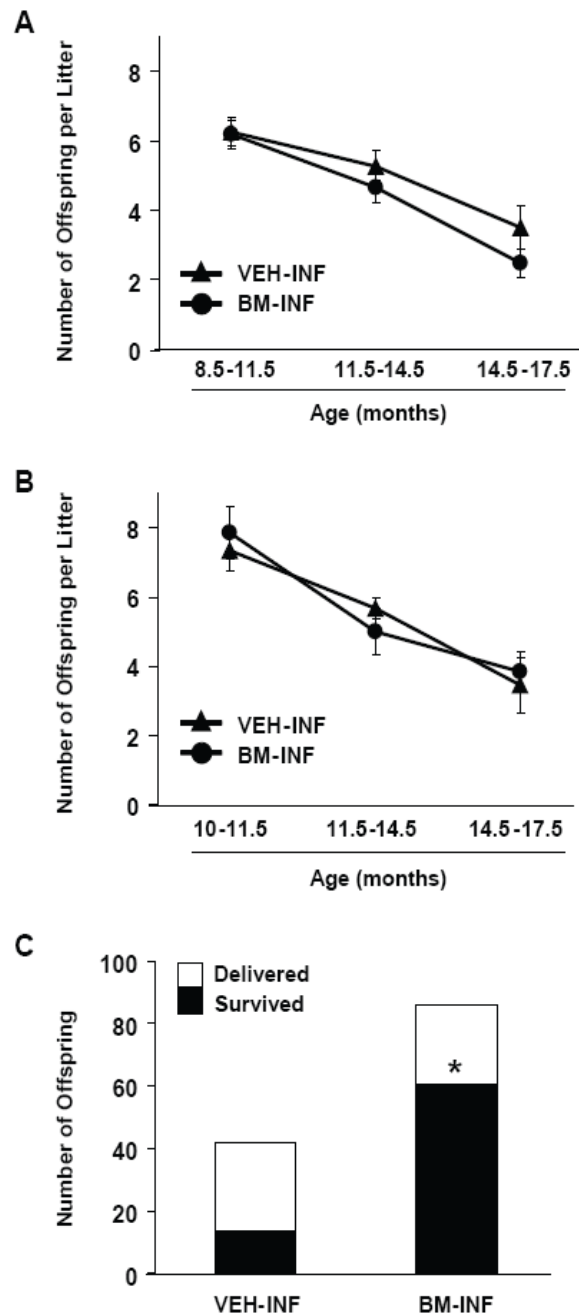 A
Number of Offspring per Litter
8
6
4
2
0
VEH-INF
BM-INF
8.5-11.5 11.5-14.5 14.5-17.5
Age (months)
B
Number of Offspring per Litter
8
6
4
2
0
VEH-INF
BM-INF
10-11.5 11.5-14.5 14.5-17.5
Age (months)
C
Number of Offspring
100
80
60
40
20
0
Delivered
Survived
*
VEH-INF BM-INF